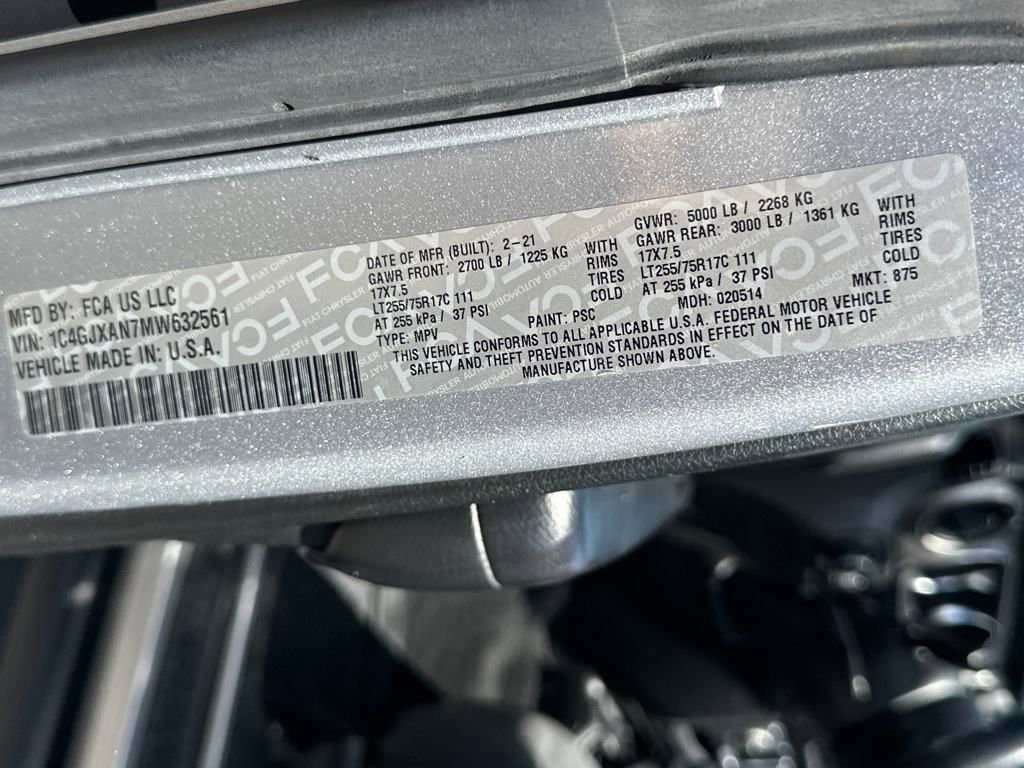 MFD BY: FCA US LLC
VIN: 1C4GJXAN7MW632561
VEHICLE MADE IN: U.S.A.
DATE OF MFR (BUILT): 2-21
GAWR FRONT: 2700 LB / 1225 KG WITH
17X7.5 RIMS
LT255/75R17C 111 TIRES
AT 255 kPa / 37 PSI COLD
TYPE: MPV PAINT: PSC
GVWR: 5000 LB / 2268 KG
GAWR REAR: 3000 LB / 1361 KG WITH
17X7.5 RIMS
LT255/75R17C 111 TIRES
AT 255 kPa / 37 PSI COLD
MDH: 020514 MKT: 875
THIS VEHICLE CONFORMS TO ALL APPLICABLE U.S.A. FEDERAL MOTOR VEHICLE
SAFETY AND THEFT PREVENTION STANDARDS IN EFFECT ON THE DATE OF
MANUFACTURE SHOWN ABOVE.